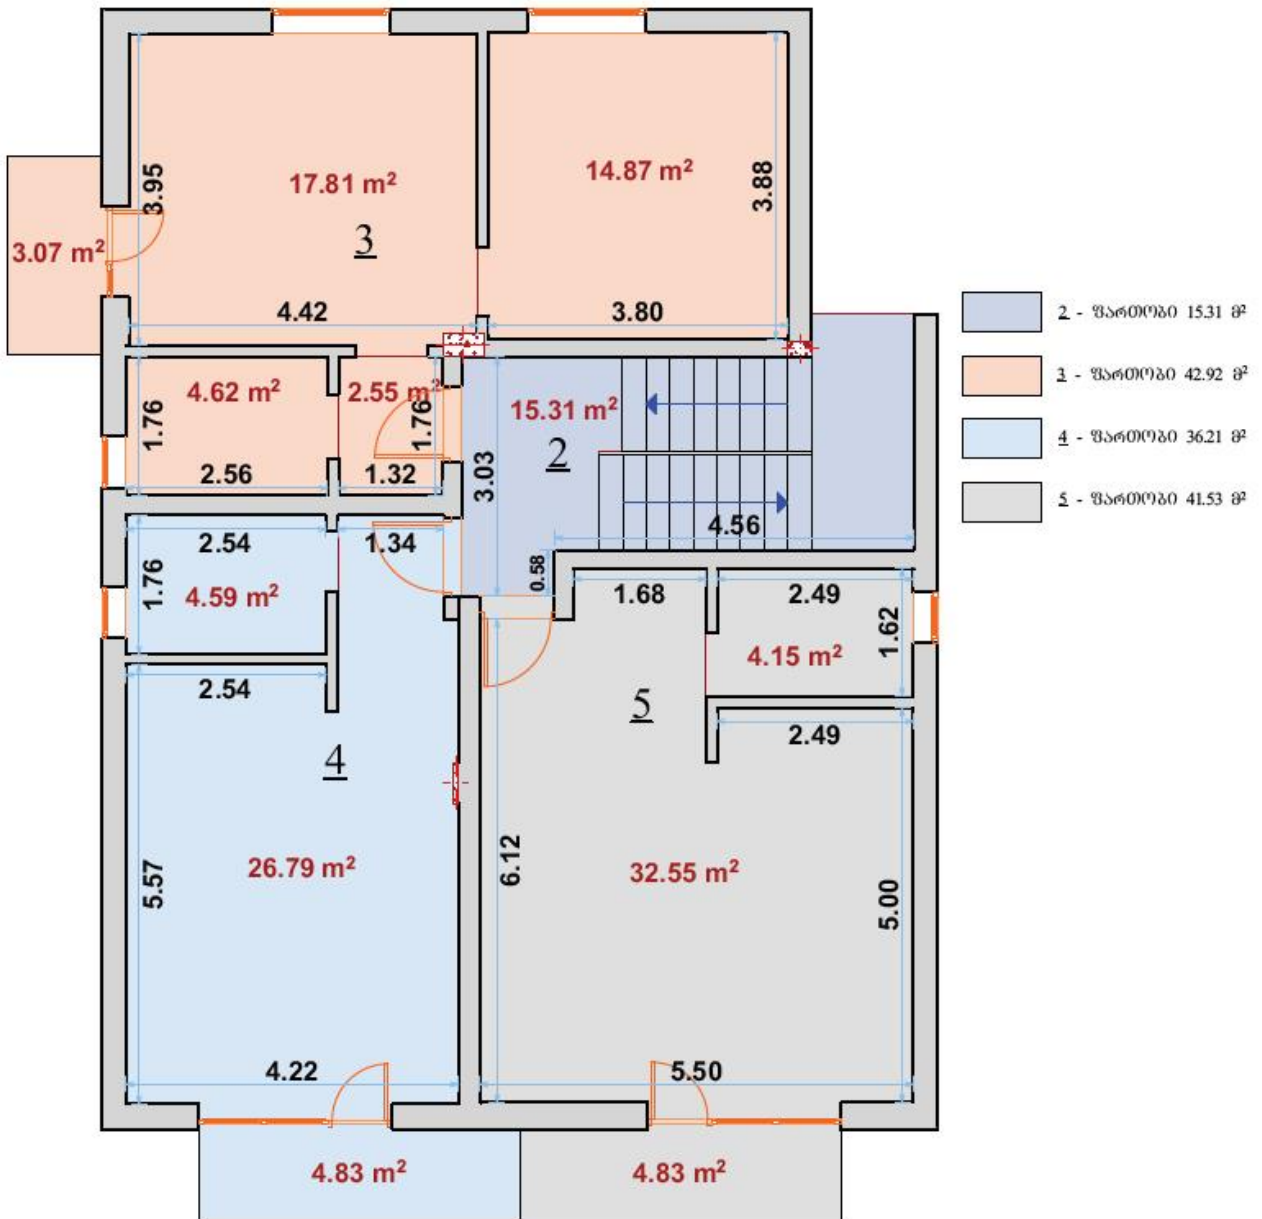 17.81 m²
14.87 m²
3.95
3.88
3.07 m²
3
4.42
3.80
2 - ფართობი 15.31 მ²
3 - ფართობი 42.92 მ²
4 - ფართობი 36.21 მ²
5 - ფართობი 41.53 მ²
4.62 m²
2.55 m²
1.76
1.76
2.56
1.32
15.31 m²
2
3.03
4.56
0.58
2.54
1.34
1.76
4.59 m²
2.54
1.68
2.49
1.62
4.15 m²
5
2.49
4
26.79 m²
5.57
6.12
32.55 m²
5.00
4.22
5.50
4.83 m²
4.83 m²